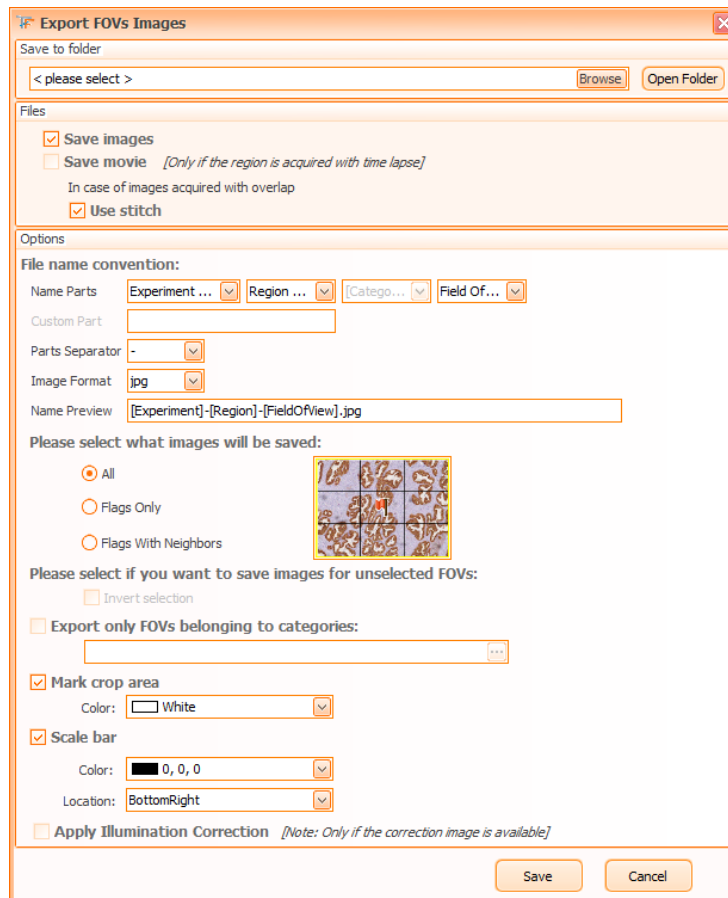 Export FOVs Images
Save to folder
< please select > Browse Open Folder
Files
Save images
Save movie [Only if the region is acquired with time lapse]
In case of images acquired with overlap
Use stitch
Options
File name convention:
Name Parts Experiment ... Region ... [Catego... Field Of...
Custom Part
Parts Separator -
Image Format jpg
Name Preview [Experiment]-[Region]-[FieldOfView].jpg
Please select what images will be saved:
All
Flags Only
Flags With Neighbors
Please select if you want to save images for unselected FOVs:
Invert selection
Export only FOVs belonging to categories:
...
Mark crop area
Color: White
Scale bar
Color: 0, 0, 0
Location: BottomRight
Apply Illumination Correction [Note: Only if the correction image is available]
Save Cancel